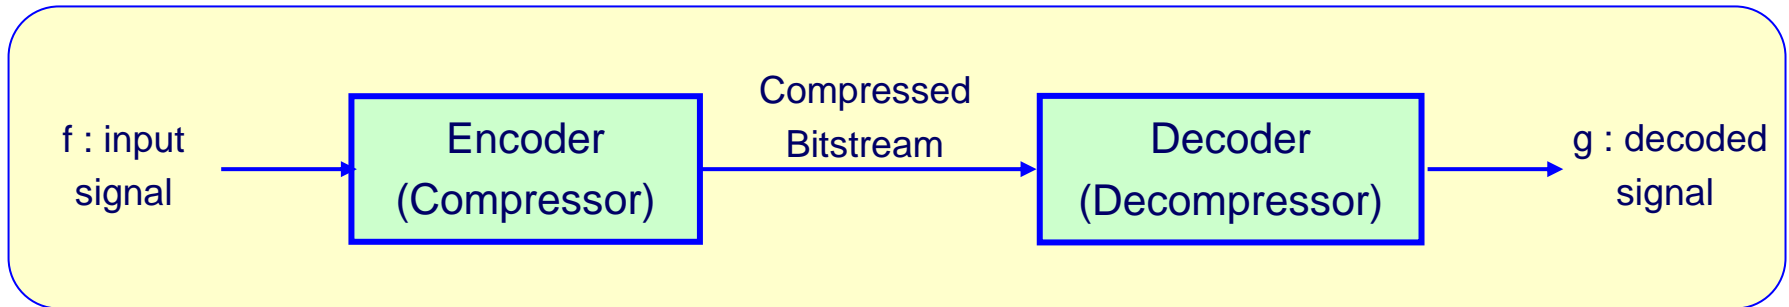 f : input
signal
Encoder
(Compressor)
Compressed
Bitstream
Decoder
(Decompressor)
g : decoded
signal